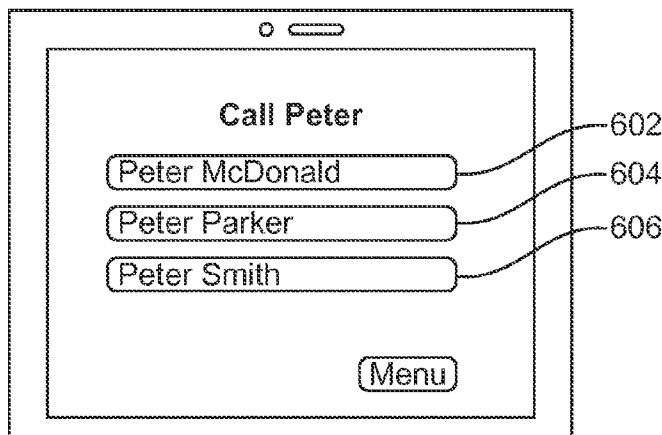 Call Peter
Peter McDonald
602
Peter Parker
604
Peter Smith
606
Menu